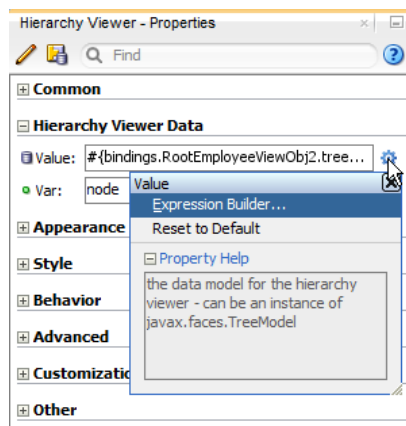 Hierarchy Viewer - Properties
Find
Common
Hierarchy Viewer Data
Value: #{bindings.RootEmployeeViewObj2.tree...
Var: node
Value
Expression Builder...
Reset to Default
Property Help
the data model for the hierarchy
viewer - can be an instance of
javax.faces.TreeModel
Appearance
Style
Behavior
Advanced
Customizatio
Other